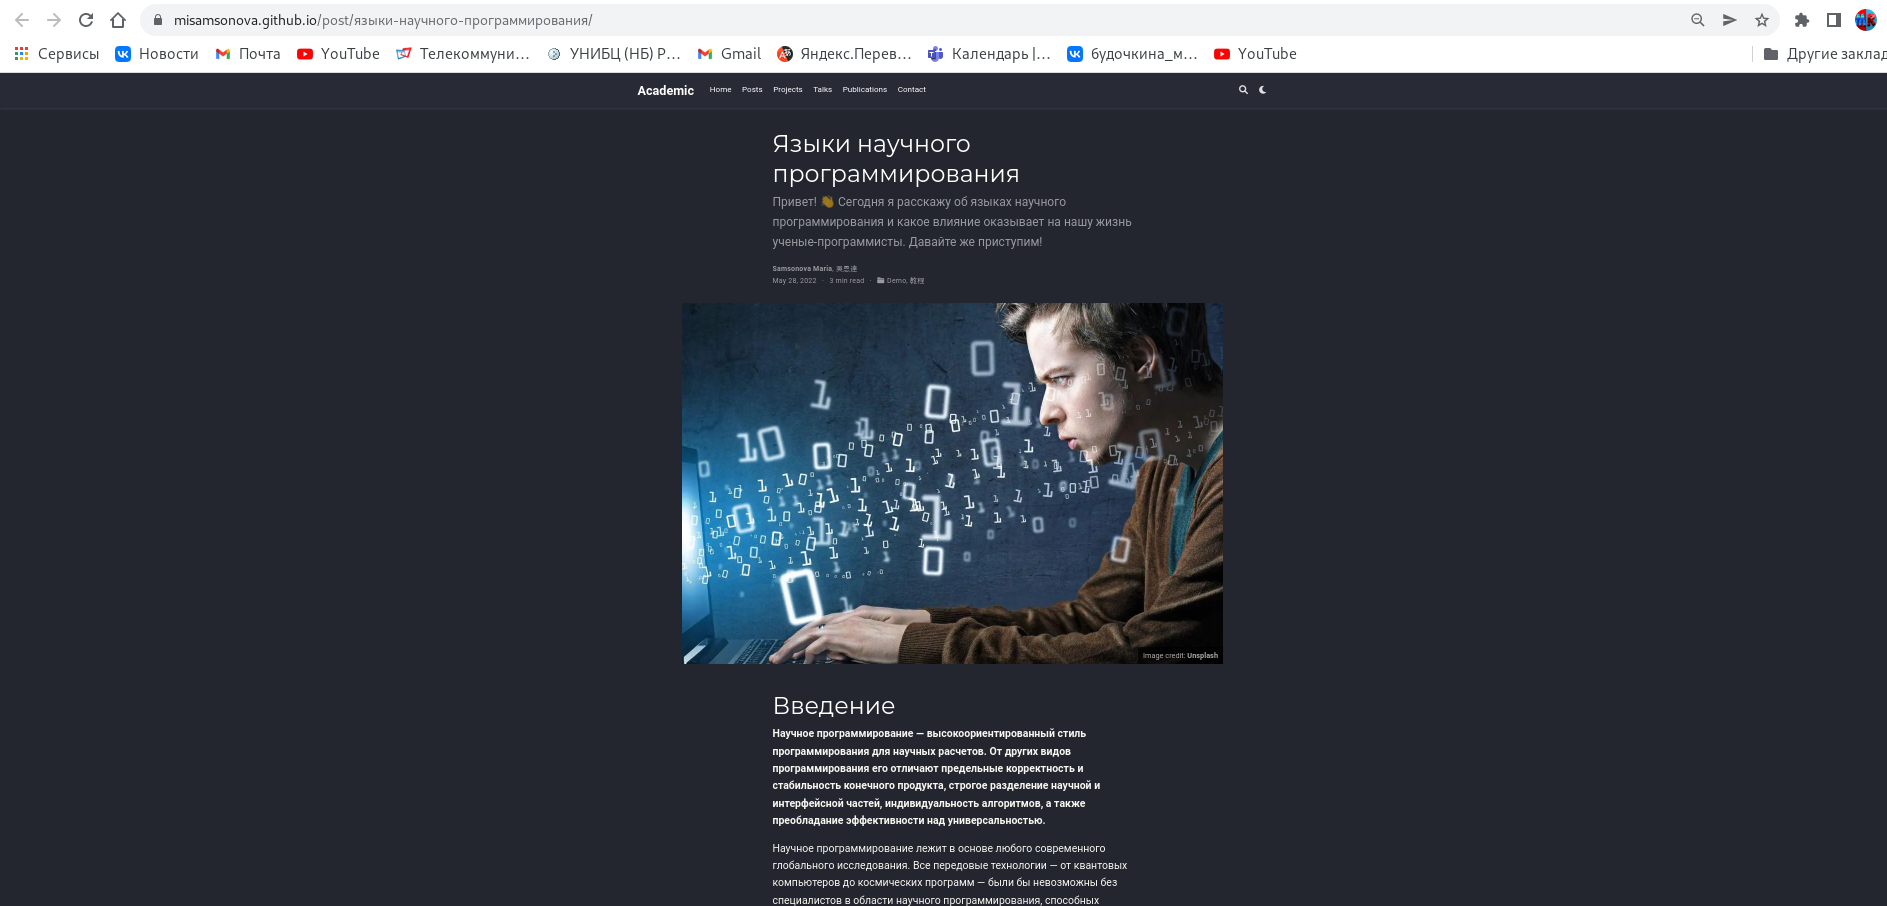 misamsonova.github.io/post/языки-научного-программирования/
Сервисы Новости Почта YouTube Телекоммуни... УНИБЦ (НБ) Р... Gmail Яндекс.Перев... Календарь |... будочкина_м... YouTube Другие заклад
Academic Home Posts Projects Talks Publications Contact
Языки научного
программирования
Привет! 👋 Сегодня я расскажу об языках научного
программирования и какое влияние оказывает на нашу жизнь
ученые-программисты. Давайте же приступим!
Samsonova Maria, 吳恩達
May 28, 2022 · 3 min read · Demo, 教程
Image credit: Unsplash
Введение
Научное программирование — высокоориентированный стиль
программирования для научных расчетов. От других видов
программирования его отличают предельные корректность и
стабильность конечного продукта, строгое разделение научной и
интерфейсной частей, индивидуальность алгоритмов, а также
преобладание эффективности над универсальностью.
Научное программирование лежит в основе любого современного
глобального исследования. Все передовые технологии — от квантовых
компьютеров до космических программ — были бы невозможны без
специалистов в области научного программирования, способных